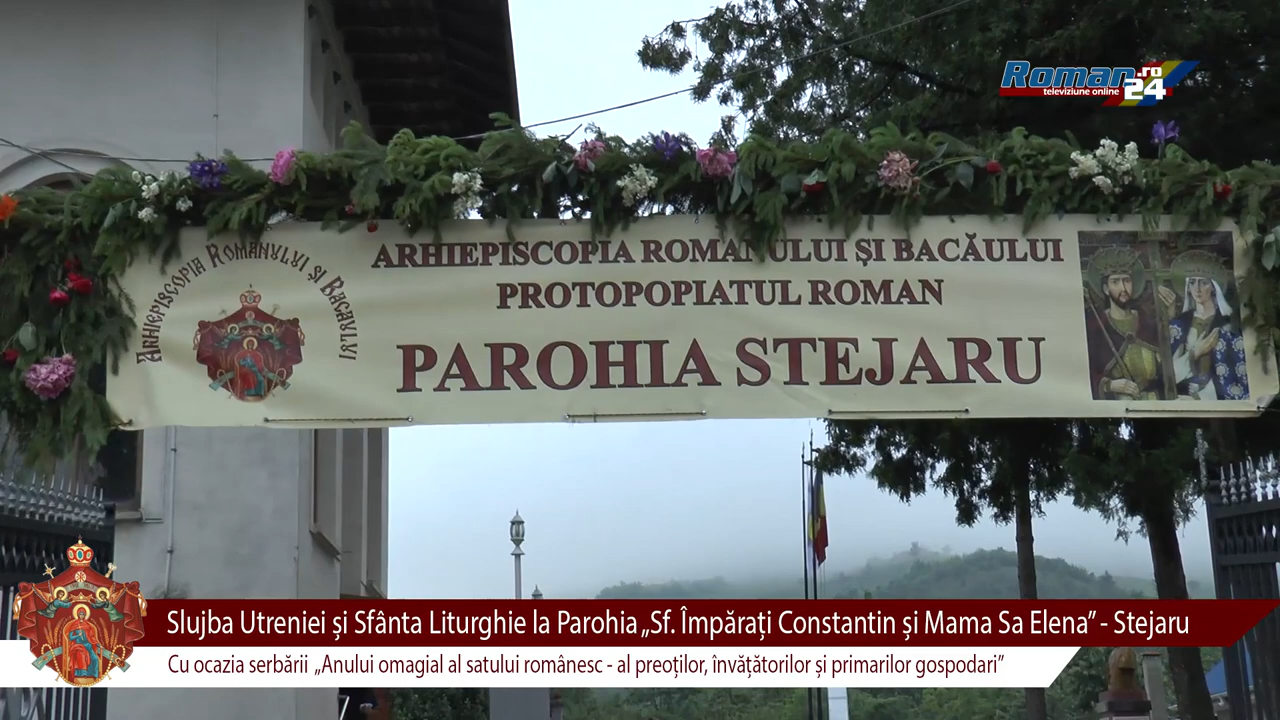 Roman.ro
24
televiziune online
ARHIEPISCOPIA ROMANULUI ȘI BACĂULUI
ARHIEPISCOPIA ROMANULUI ȘI BACĂULUI
PROTOPOPIATUL ROMAN
PAROHIA STEJARU
Slujba Utreniei și Sfânta Liturghie la Parohia „Sf. Împărați Constantin și Mama Sa Elena” - Stejaru
Cu ocazia serbării „Anului omagial al satului românesc - al preoților, învățătorilor și primarilor gospodari”